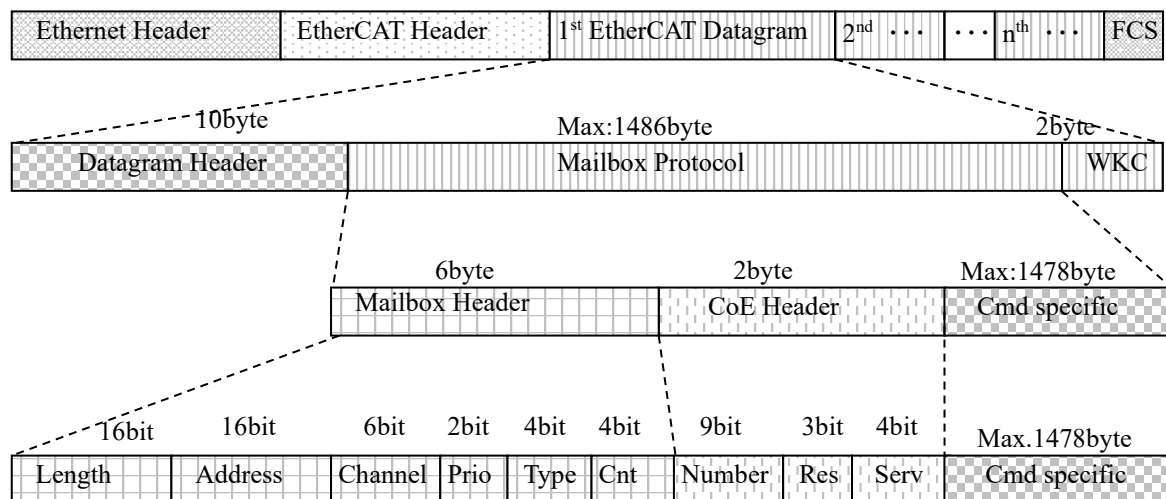 Ethernet Header EtherCAT Header 1st EtherCAT Datagram 2nd ··· ··· nth ··· FCS
10byte Max:1486byte 2byte
Datagram Header Mailbox Protocol WKC
6byte 2byte Max:1478byte
Mailbox Header CoE Header Cmd specific
16bit 16bit 6bit 2bit 4bit 4bit 9bit 3bit 4bit Max.1478byte
Length Address Channel Prio Type Cnt Number Res Serv Cmd specific